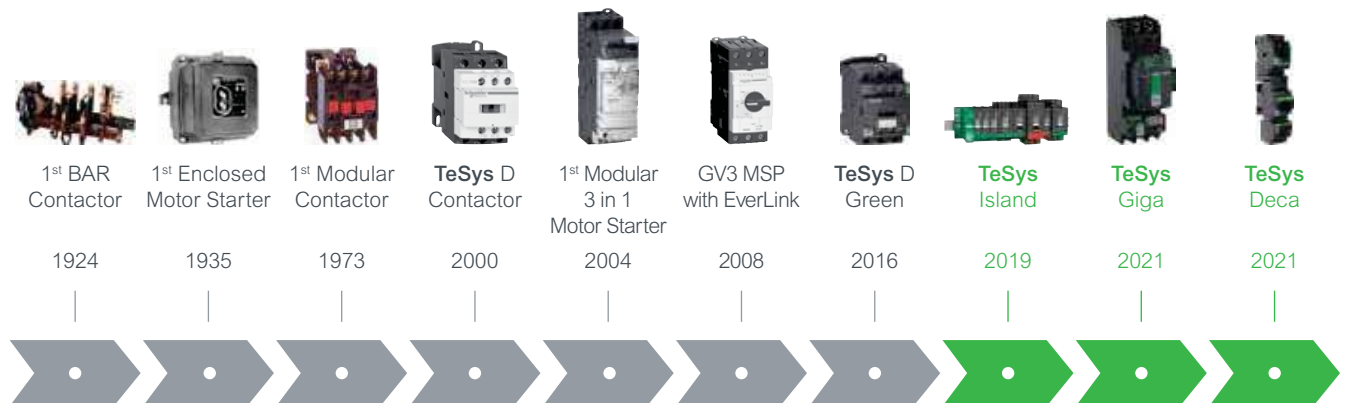 1st BAR
Contactor
1924
1st Enclosed
Motor Starter
1935
1st Modular
Contactor
1973
TeSys D
Contactor
2000
1st Modular
3 in 1
Motor Starter
2004
GV3 MSP
with EverLink
2008
TeSys D
Green
2016
TeSys
Island
2019
TeSys
Giga
2021
TeSys
Deca
2021